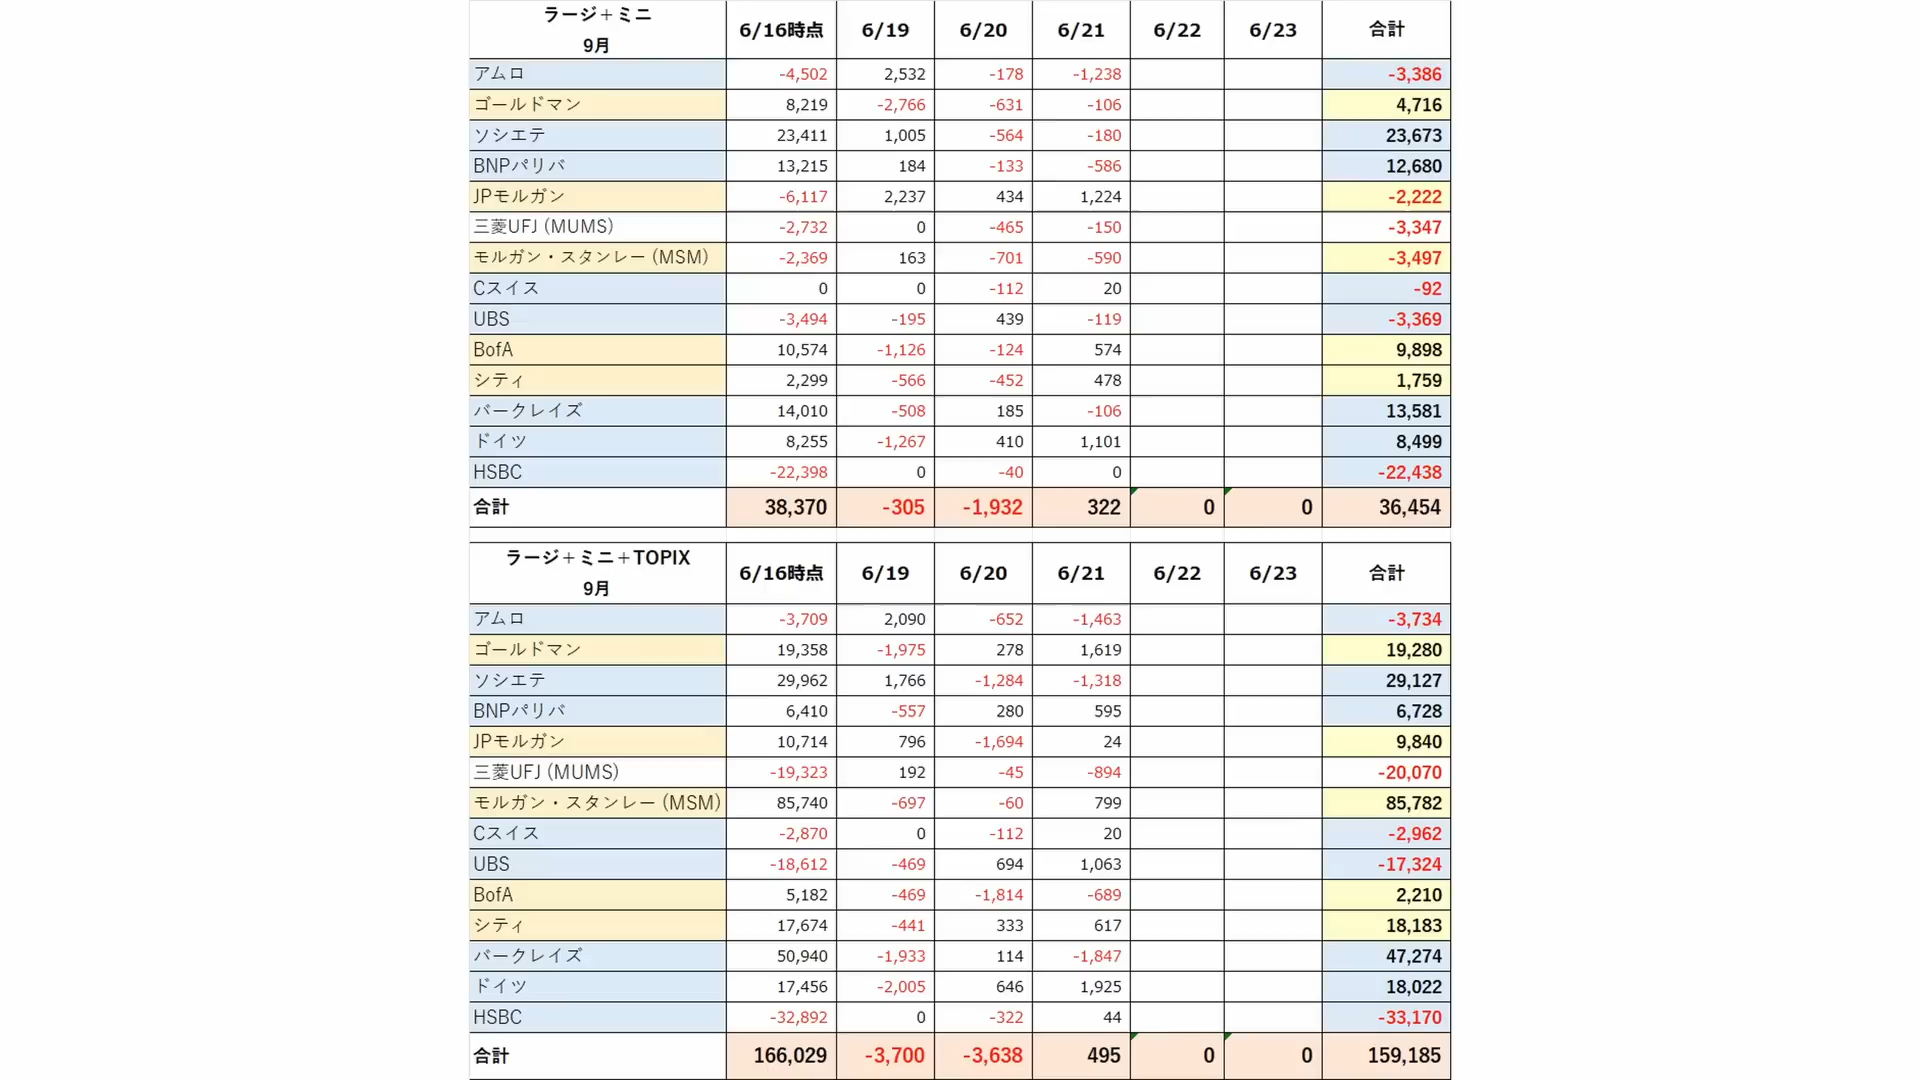 ラージ＋ミニ
9月
6/16時点 6/19 6/20 6/21 6/22 6/23 合計
アムロ -4,502 2,532 -178 -1,238 -3,386
ゴールドマン 8,219 -2,766 -631 -106 4,716
ソシエテ 23,411 1,005 -564 -180 23,673
BNPパリバ 13,215 184 -133 -586 12,680
JPモルガン -6,117 2,237 434 1,224 -2,222
三菱UFJ (MUMS) -2,732 0 -465 -150 -3,347
モルガン・スタンレー (MSM) -2,369 163 -701 -590 -3,497
Cスイス 0 0 -112 20 -92
UBS -3,494 -195 439 -119 -3,369
BofA 10,574 -1,126 -124 574 9,898
シティ 2,299 -566 -452 478 1,759
バークレイズ 14,010 -508 185 -106 13,581
ドイツ 8,255 -1,267 410 1,101 8,499
HSBC -22,398 0 -40 0 -22,438
合計 38,370 -305 -1,932 322 0 0 36,454
ラージ＋ミニ＋TOPIX
9月
6/16時点 6/19 6/20 6/21 6/22 6/23 合計
アムロ -3,709 2,090 -652 -1,463 -3,734
ゴールドマン 19,358 -1,975 278 1,619 19,280
ソシエテ 29,962 1,766 -1,284 -1,318 29,127
BNPパリバ 6,410 -557 280 595 6,728
JPモルガン 10,714 796 -1,694 24 9,840
三菱UFJ (MUMS) -19,323 192 -45 -894 -20,070
モルガン・スタンレー (MSM) 85,740 -697 -60 799 85,782
Cスイス -2,870 0 -112 20 -2,962
UBS -18,612 -469 694 1,063 -17,324
BofA 5,182 -469 -1,814 -689 2,210
シティ 17,674 -441 333 617 18,183
バークレイズ 50,940 -1,933 114 -1,847 47,274
ドイツ 17,456 -2,005 646 1,925 18,022
HSBC -32,892 0 -322 44 -33,170
合計 166,029 -3,700 -3,638 495 0 0 159,185